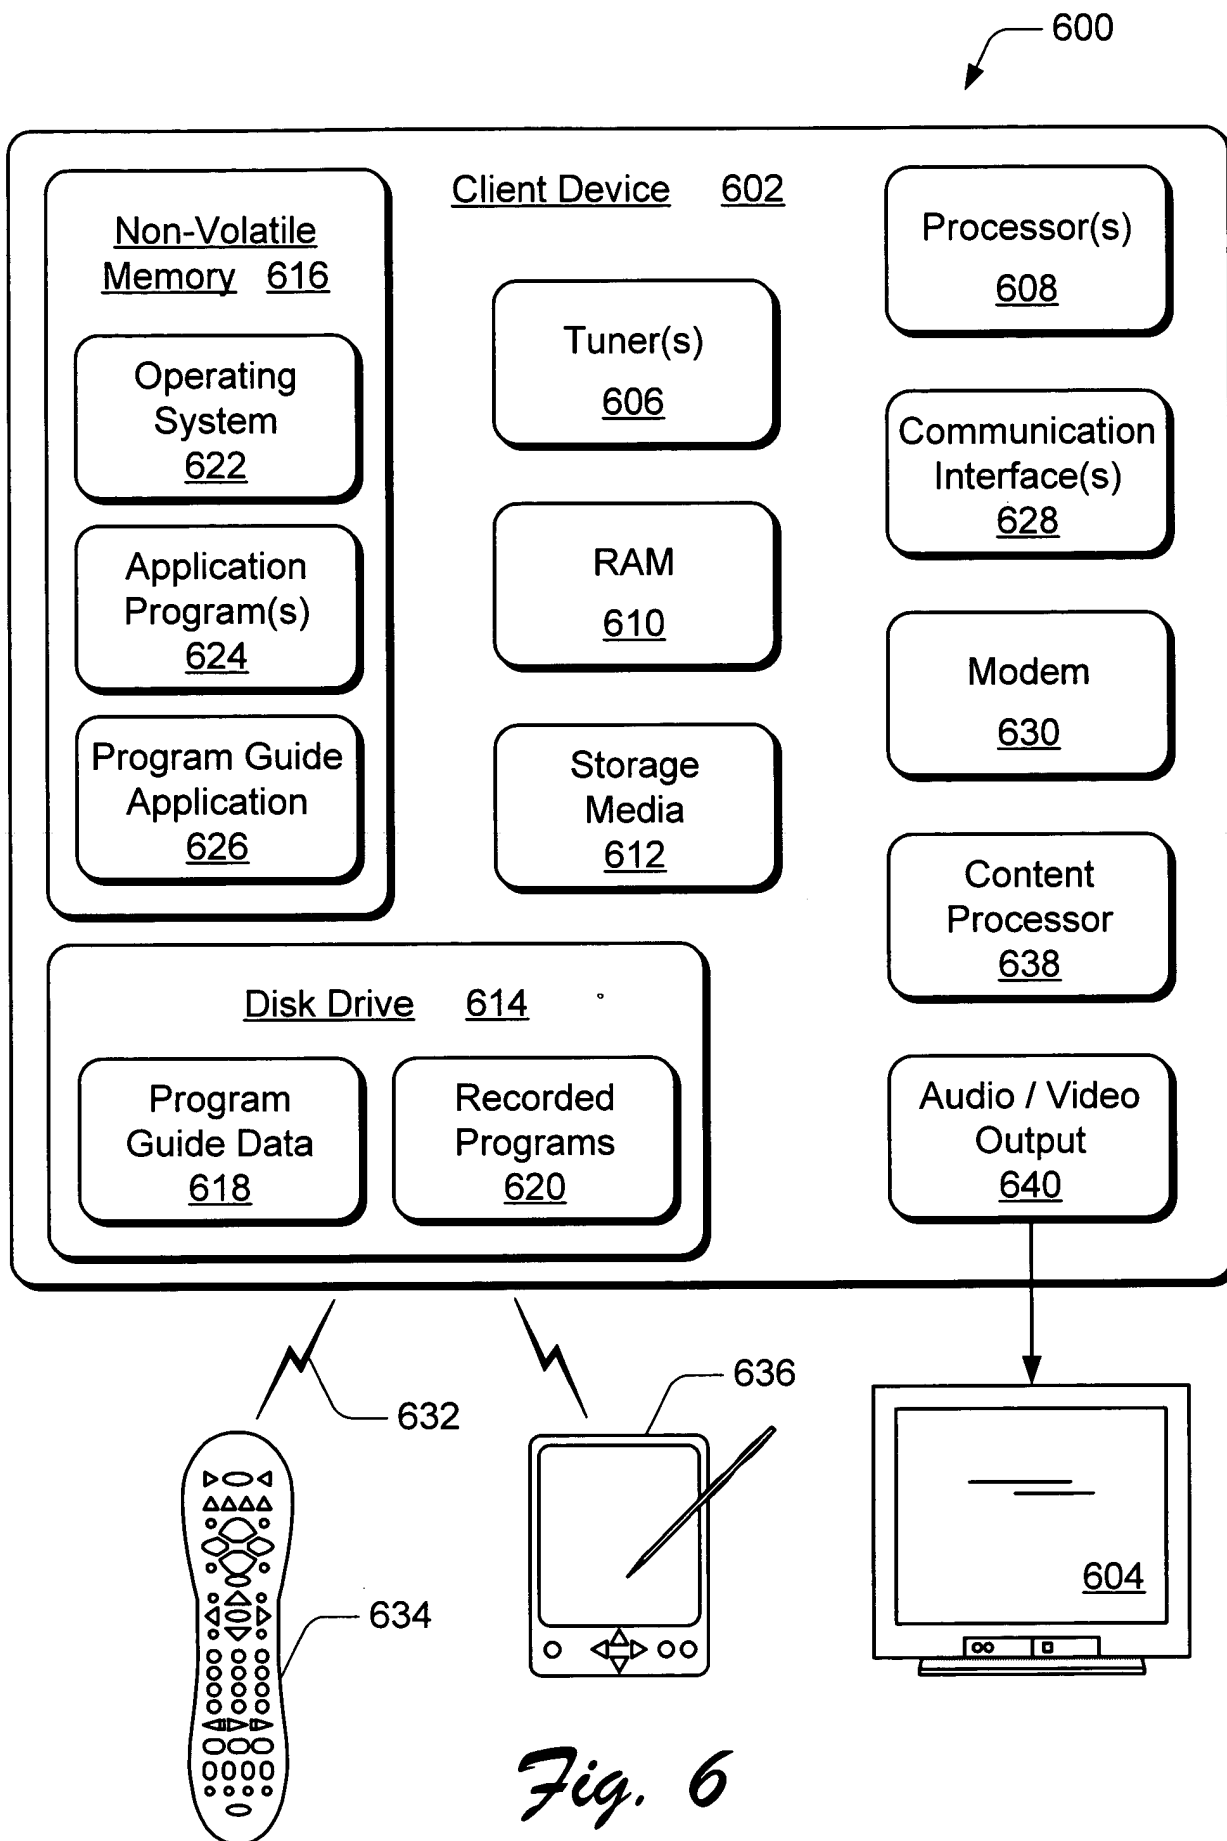 600
Client Device 602
Non-Volatile
Memory 616
Operating
System
622
Application
Program(s)
624
Program Guide
Application
626
Tuner(s)
606
RAM
610
Storage
Media
612
Processor(s)
608
Communication
Interface(s)
628
Modem
630
Content
Processor
638
Audio / Video
Output
640
Disk Drive 614
Program
Guide Data
618
Recorded
Programs
620
632
636
634
604
Fig. 6